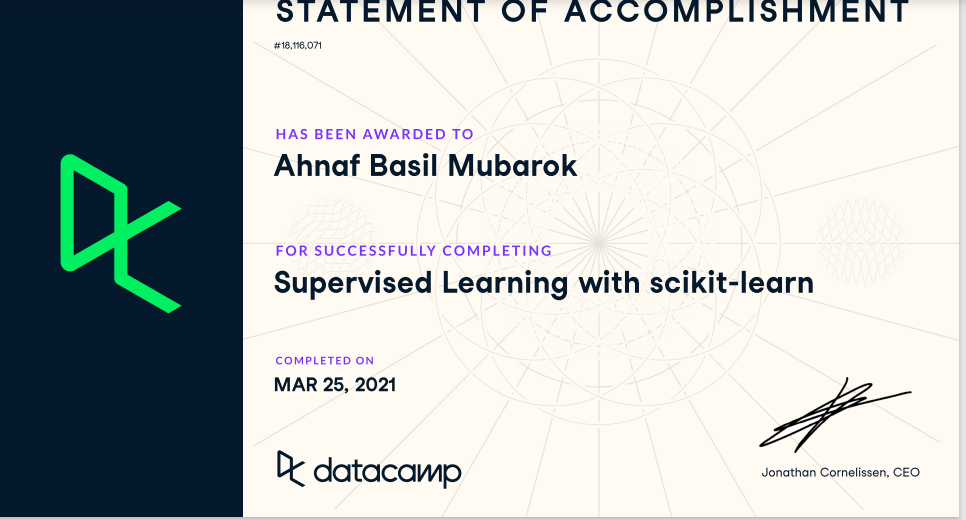 STATEMENT OF ACCOMPLISHMENT
#18,116,071
HAS BEEN AWARDED TO
Ahnaf Basil Mubarok
FOR SUCCESSFULLY COMPLETING
Supervised Learning with scikit-learn
COMPLETED ON
MAR 25, 2021
datacamp
Jonathan Cornelissen, CEO